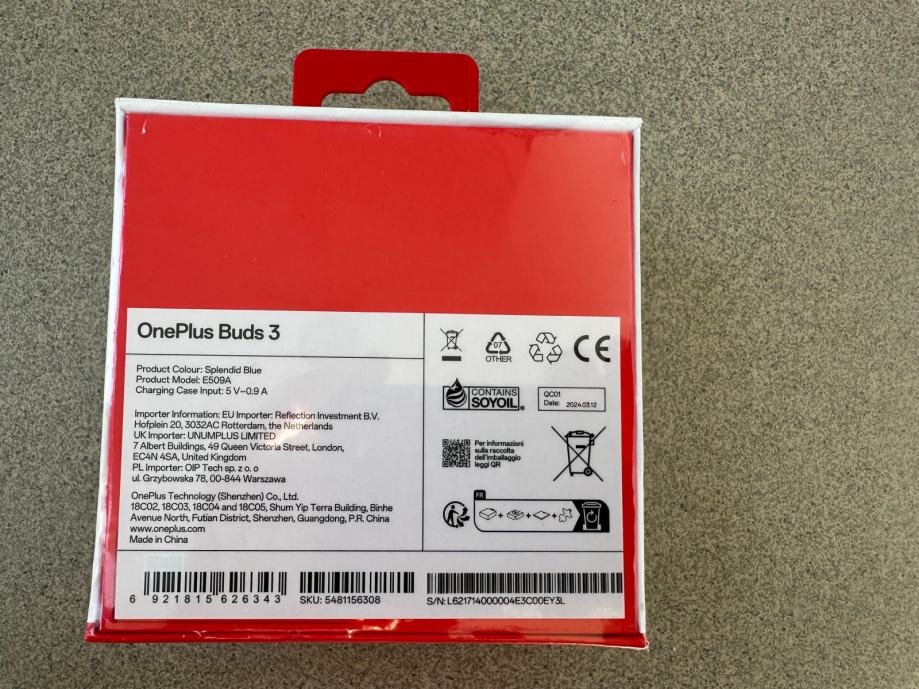 OnePlus Buds 3
Product Colour: Splendid Blue
Product Model: E509A
Charging Case Input: 5 V⎓0.9 A
Importer Information: EU Importer: Reflection Investment B.V.
Hofplein 20, 3032AC Rotterdam, the Netherlands
UK Importer: UNUMPLUS LIMITED
7 Albert Buildings, 49 Queen Victoria Street, London,
EC4N 4SA, United Kingdom
PL Importer: OIP Tech sp. z o. o
ul. Grzybowska 78, 00-844 Warszawa
OnePlus Technology (Shenzhen) Co., Ltd.
18C02, 18C03, 18C04 and 18C05, Shum Yip Terra Building, Binhe
Avenue North, Futian District, Shenzhen, Guangdong, P.R. China
www.oneplus.com
Made in China
07
OTHER
CE
CONTAINS
SOYOIL®
QC01
Date: 2024.03.12
Per informazioni
sulla raccolta
dell'imballaggio
leggi QR
FR
6 921815 626343
SKU: 5481156308
S/N: L621714000004E3C00EY3L